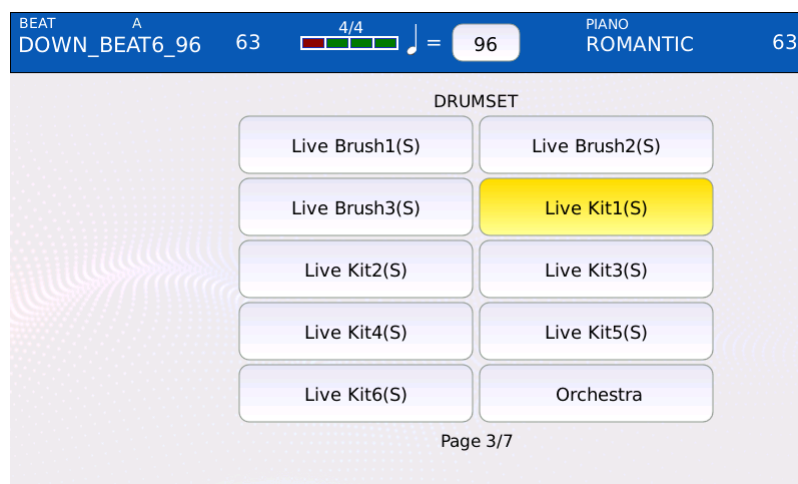 BEAT A 4/4 PIANO
DOWN_BEAT6_96 63 = 96 ROMANTIC 63
DRUMSET
Live Brush1(S) Live Brush2(S)
Live Brush3(S) Live Kit1(S)
Live Kit2(S) Live Kit3(S)
Live Kit4(S) Live Kit5(S)
Live Kit6(S) Orchestra
Page 3/7